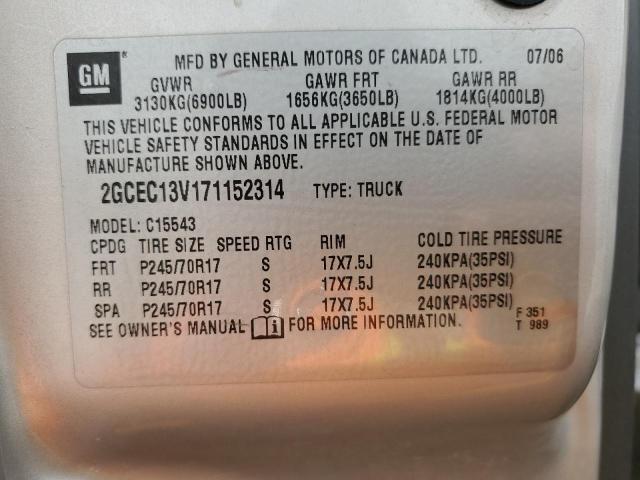 GM ® MFD BY GENERAL MOTORS OF CANADA LTD. 07/06
GVWR GAWR FRT GAWR RR
3130KG(6900LB) 1656KG(3650LB) 1814KG(4000LB)
THIS VEHICLE CONFORMS TO ALL APPLICABLE U.S. FEDERAL MOTOR
VEHICLE SAFETY STANDARDS IN EFFECT ON THE DATE OF
MANUFACTURE SHOWN ABOVE.
2GCEC13V171152314 TYPE: TRUCK
MODEL: C15543
CPDG TIRE SIZE SPEED RTG RIM COLD TIRE PRESSURE
FRT P245/70R17 S 17X7.5J 240KPA(35PSI)
RR P245/70R17 S 17X7.5J 240KPA(35PSI)
SPA P245/70R17 S 17X7.5J 240KPA(35PSI)
SEE OWNER'S MANUAL i FOR MORE INFORMATION.
F 351
T 989